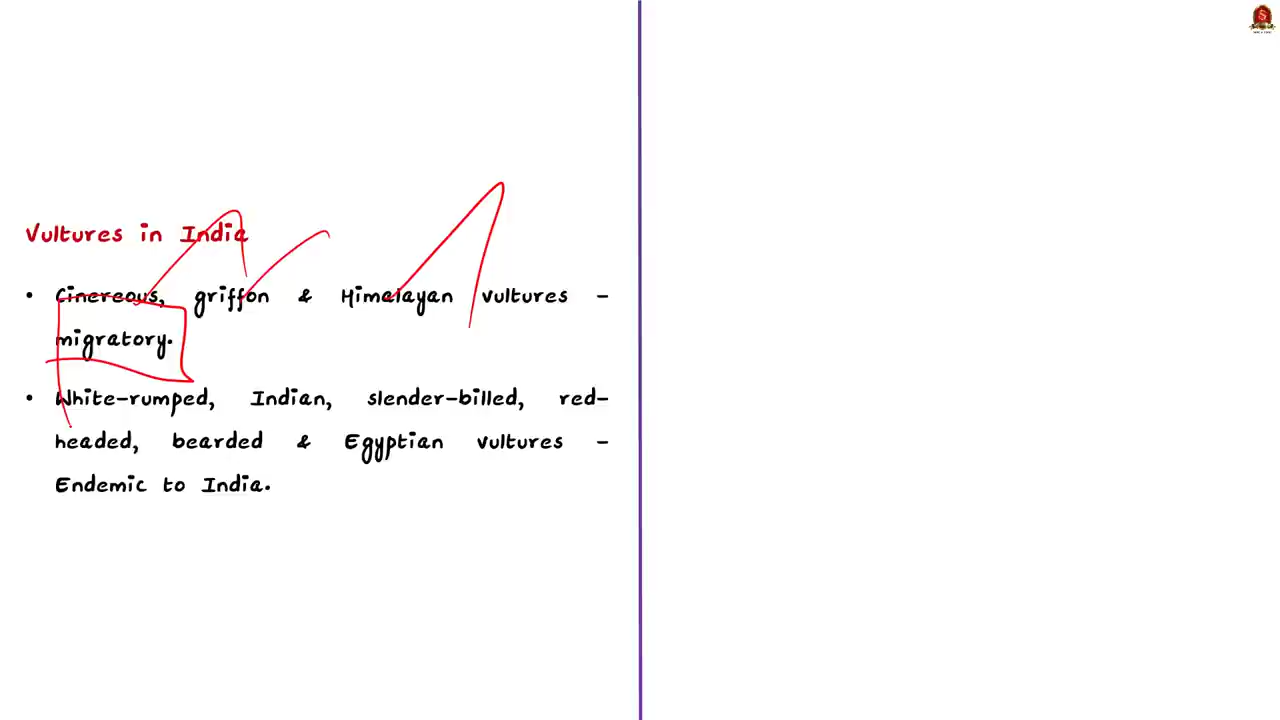 Vultures in India
• Cinereous, griffon & Himalayan vultures –
migratory.
• White-rumped, Indian, slender-billed, red-
headed, bearded & Egyptian vultures –
Endemic to India.